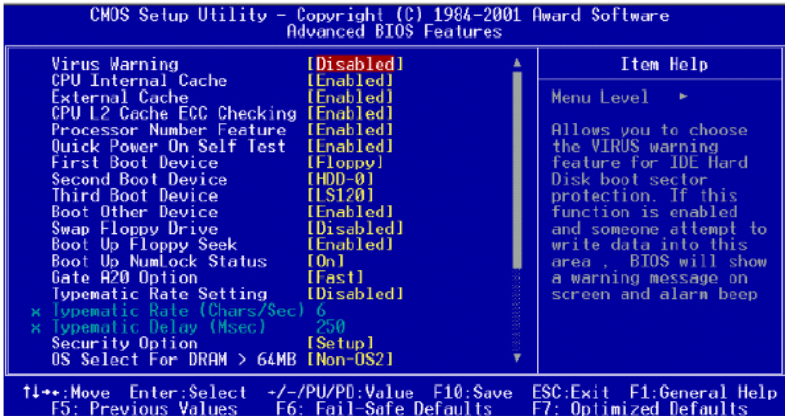 CMOS Setup Utility – Copyright (C) 1984-2001 Award Software
Advanced BIOS Features
Virus Warning [Disabled]
CPU Internal Cache [Enabled]
External Cache [Enabled]
CPU L2 Cache ECC Checking [Enabled]
Processor Number Feature [Enabled]
Quick Power On Self Test [Enabled]
First Boot Device [Floppy]
Second Boot Device [HDD-0]
Third Boot Device [LS120]
Boot Other Device [Enabled]
Swap Floppy Drive [Disabled]
Boot Up Floppy Seek [Enabled]
Boot Up NumLock Status [On]
Gate A20 Option [Fast]
Typematic Rate Setting [Disabled]
x Typematic Rate (Chars/Sec) 6
x Typematic Delay (Msec) 250
Security Option [Setup]
OS Select For DRAM > 64MB [Non-OS2]
Item Help
Menu Level ►
Allows you to choose
the VIRUS warning
feature for IDE Hard
Disk boot sector
protection. If this
function is enabled
and someone attempt to
write data into this
area , BIOS will show
a warning message on
screen and alarm beep
↑↓→←:Move Enter:Select +/-/PU/PD:Value F10:Save ESC:Exit F1:General Help
F5: Previous Values F6: Fail-Safe Defaults F7: Optimized Defaults